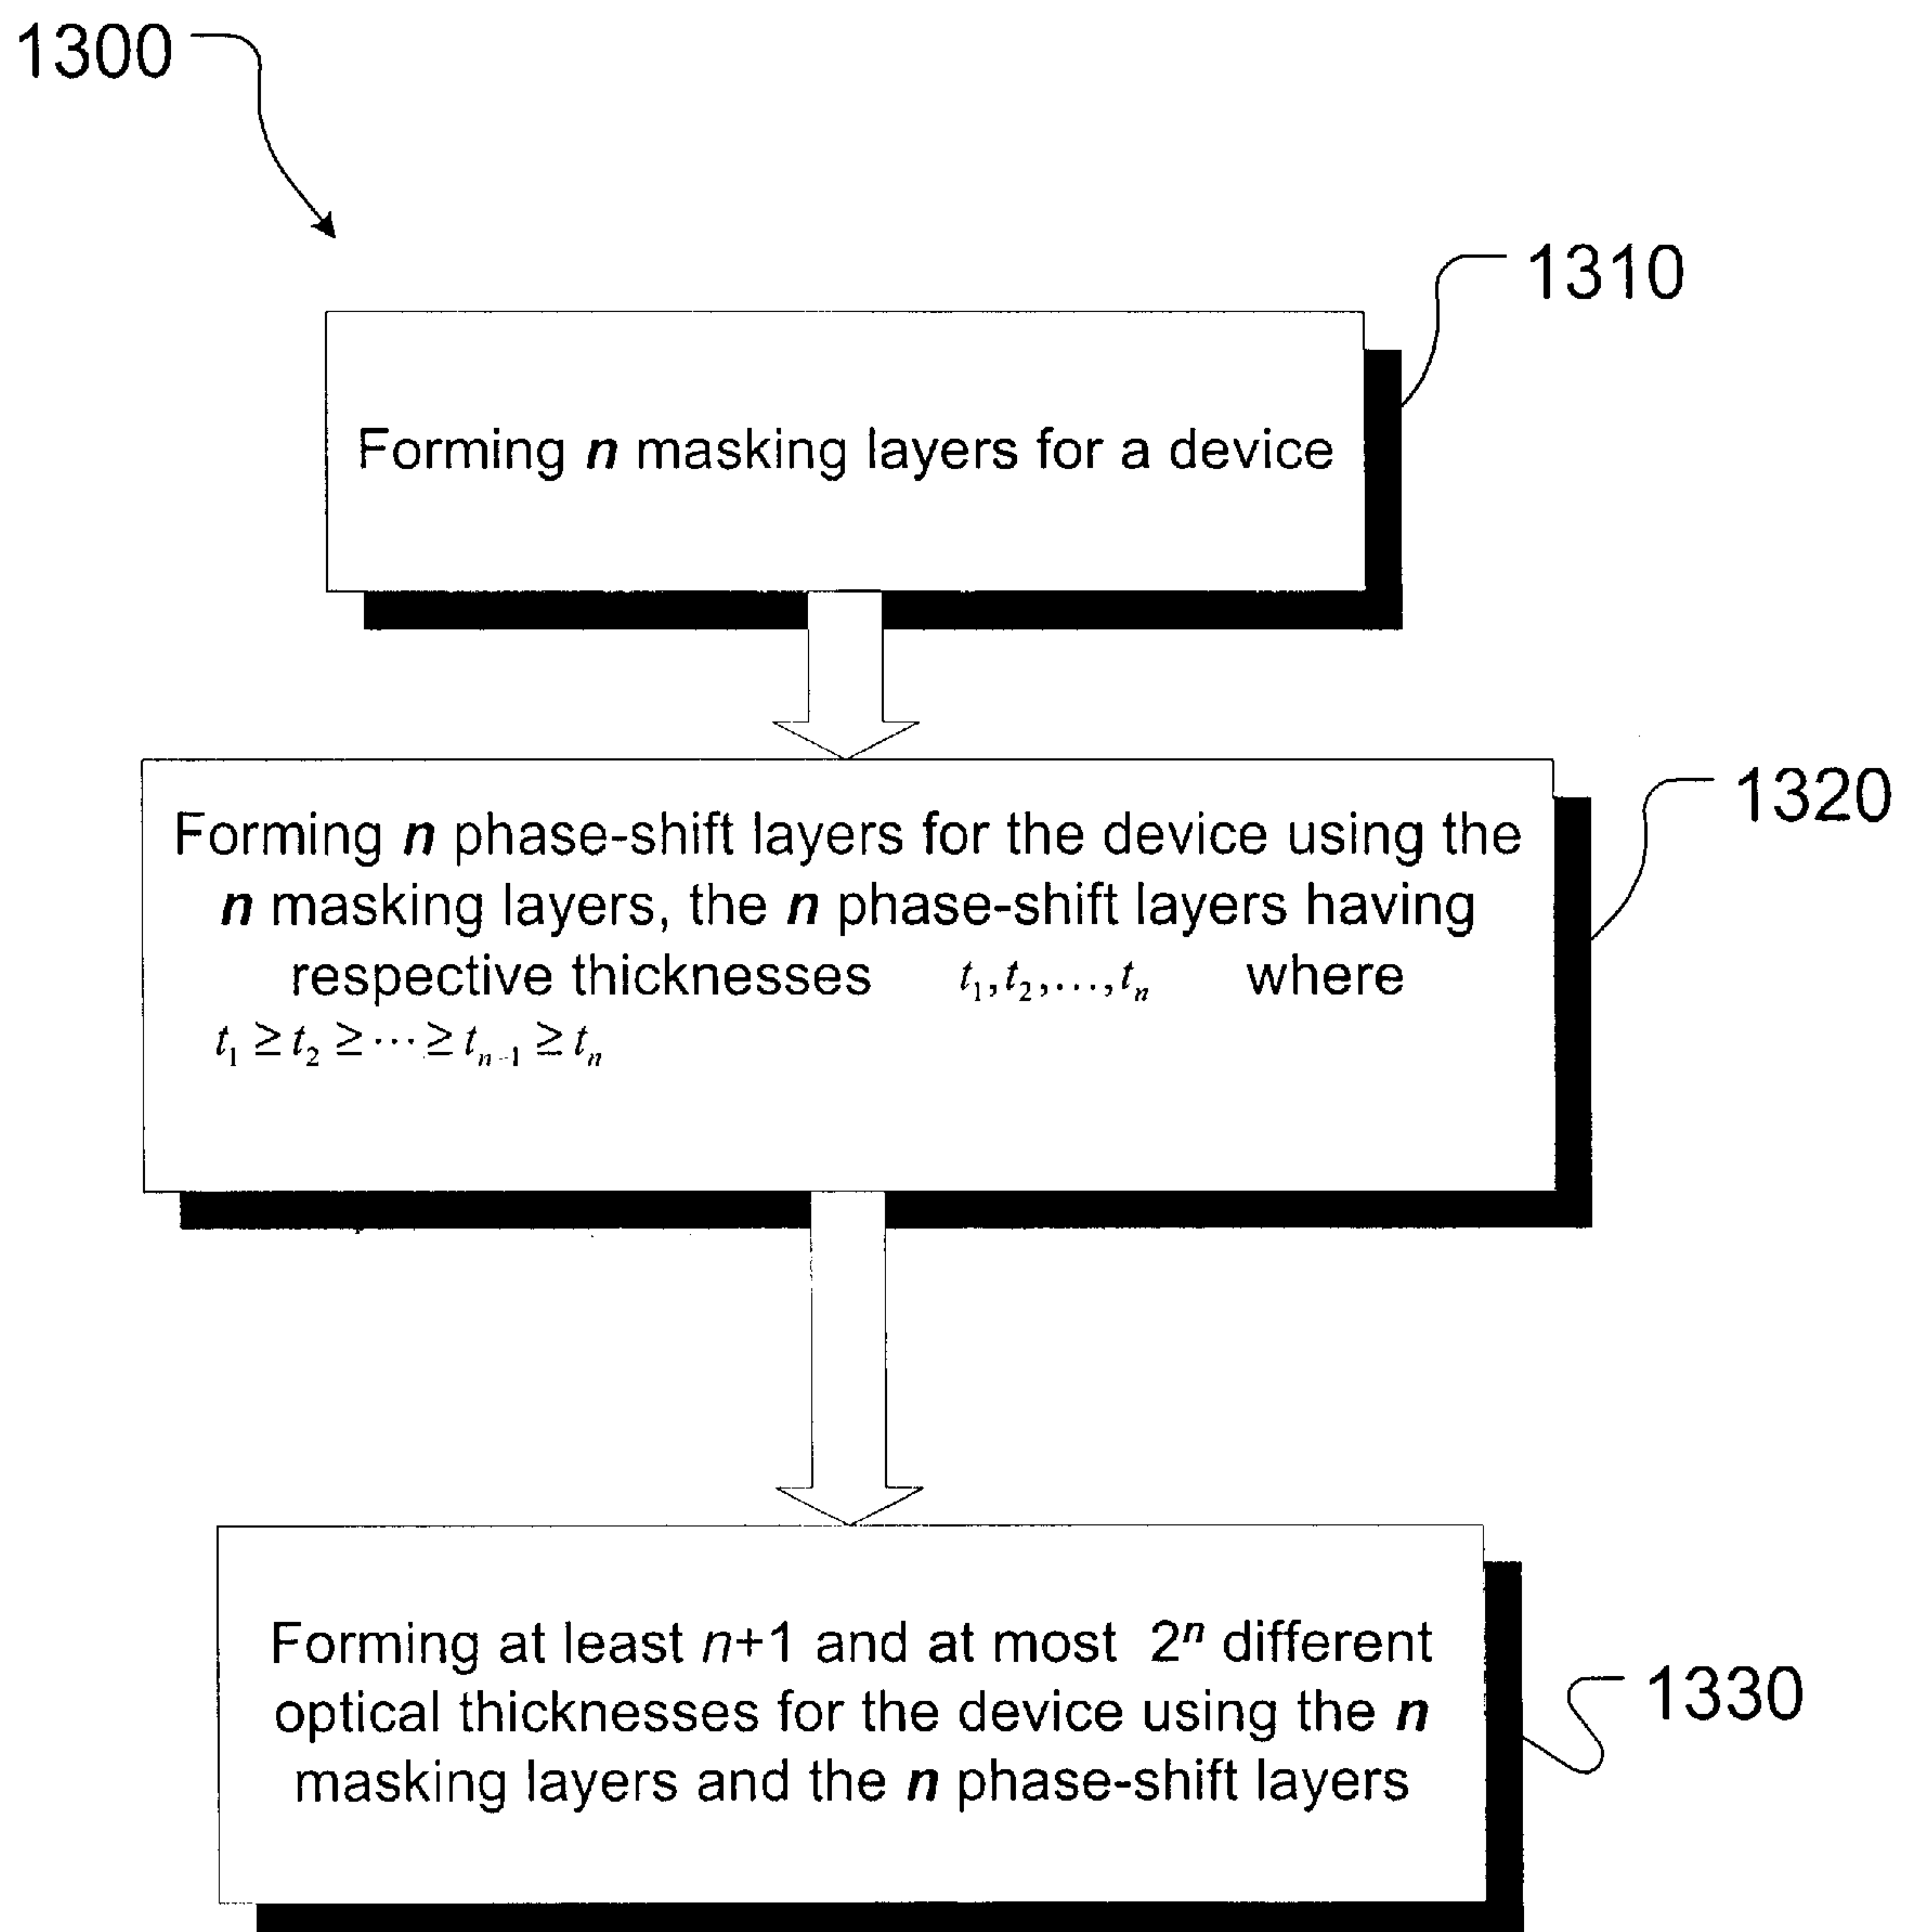 1300
1310
Forming n masking layers for a device
1320
Forming n phase-shift layers for the device using the
n masking layers, the n phase-shift layers having
respective thicknesses t₁,t₂,…,tₙ where
t₁ ≥ t₂ ≥ ⋯ ≥ tₙ₋₁ ≥ tₙ
Forming at least n+1 and at most 2ⁿ different
optical thicknesses for the device using the n
masking layers and the n phase-shift layers
1330